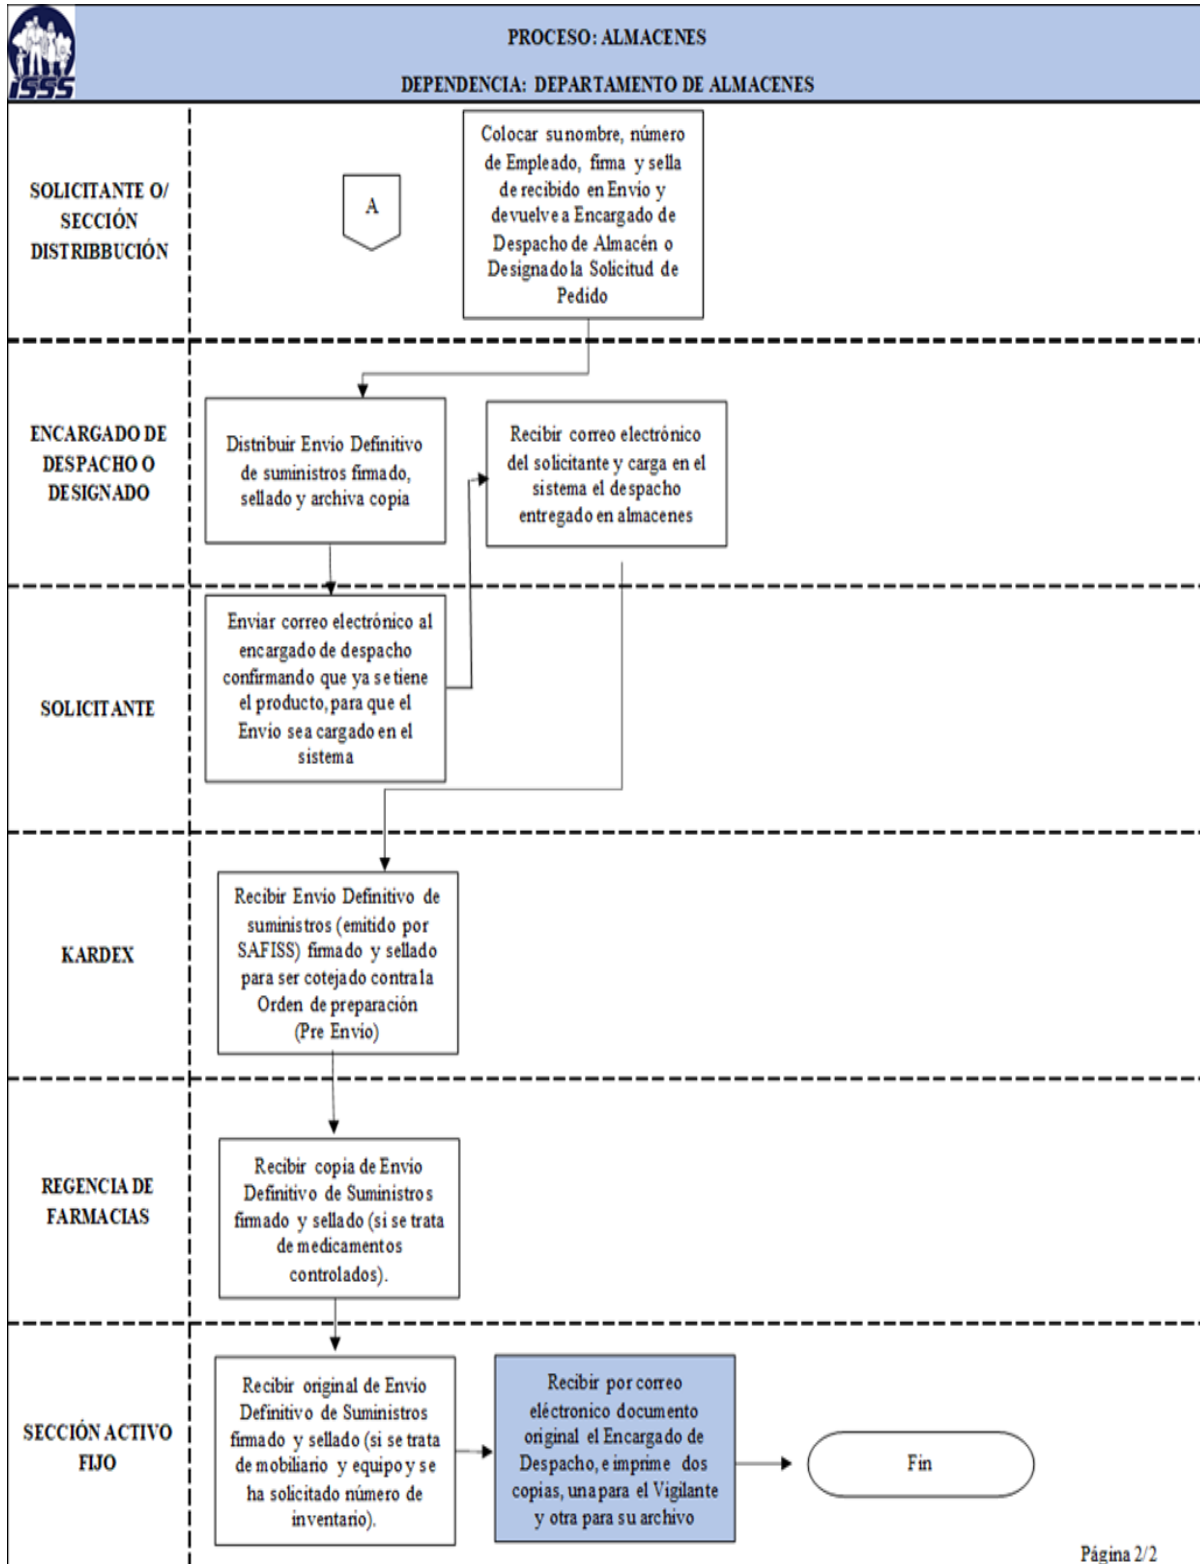 ISSS
PROCESO: ALMACENES
DEPENDENCIA: DEPARTAMENTO DE ALMACENES
SOLICITANTE O/
SECCIÓN
DISTRIBBUCIÓN
A
Colocar su nombre, número
de Empleado, firma y sella
de recibido en Envío y
devuelve a Encargado de
Despacho de Almacén o
Designado la Solicitud de
Pedido
ENCARGADO DE
DESPACHO O
DESIGNADO
Distribuir Envío Definitivo
de suministros firmado,
sellado y archiva copia
Recibir correo electrónico
del solicitante y carga en el
sistema el despacho
entregado en almacenes
SOLICITANTE
Enviar correo electrónico al
encargado de despacho
confirmando que ya se tiene
el producto, para que el
Envío sea cargado en el
sistema
KARDEX
Recibir Envío Definitivo de
suministros (emitido por
SAFISS) firmado y sellado
para ser cotejado contra la
Orden de preparación
(Pre Envío)
REGENCIA DE
FARMACIAS
Recibir copia de Envío
Definitivo de Suministros
firmado y sellado (si se trata
de medicamentos
controlados).
SECCIÓN ACTIVO
FIJO
Recibir original de Envío
Definitivo de Suministros
firmado y sellado (si se trata
de mobiliario y equipo y se
ha solicitado número de
inventario).
Recibir por correo
eléctronico documento
original el Encargado de
Despacho, e imprime dos
copias, una para el Vigilante
y otra para su archivo
Fin
Página 2/2